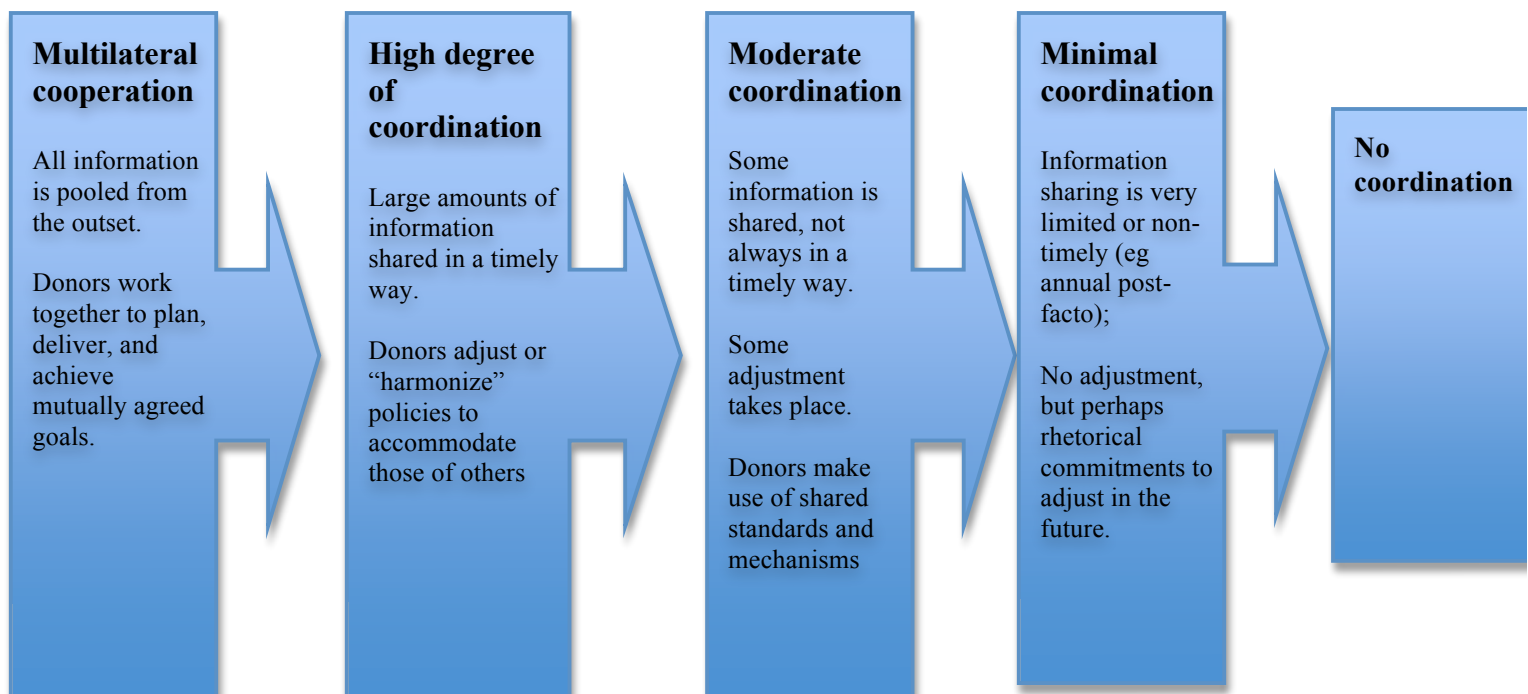 Multilateral
cooperation
All information
is pooled from
the outset.
Donors work
together to plan,
deliver, and
achieve
mutually agreed
goals.
High degree
of
coordination
Large amounts of
information
shared in a timely
way.
Donors adjust or
“harmonize”
policies to
accommodate
those of others
Moderate
coordination
Some
information is
shared, not
always in a
timely way.
Some
adjustment
takes place.
Donors make
use of shared
standards and
mechanisms
Minimal
coordination
Information
sharing is very
limited or non-
timely (eg
annual post-
facto);
No adjustment,
but perhaps
rhetorical
commitments to
adjust in the
future.
No
coordination